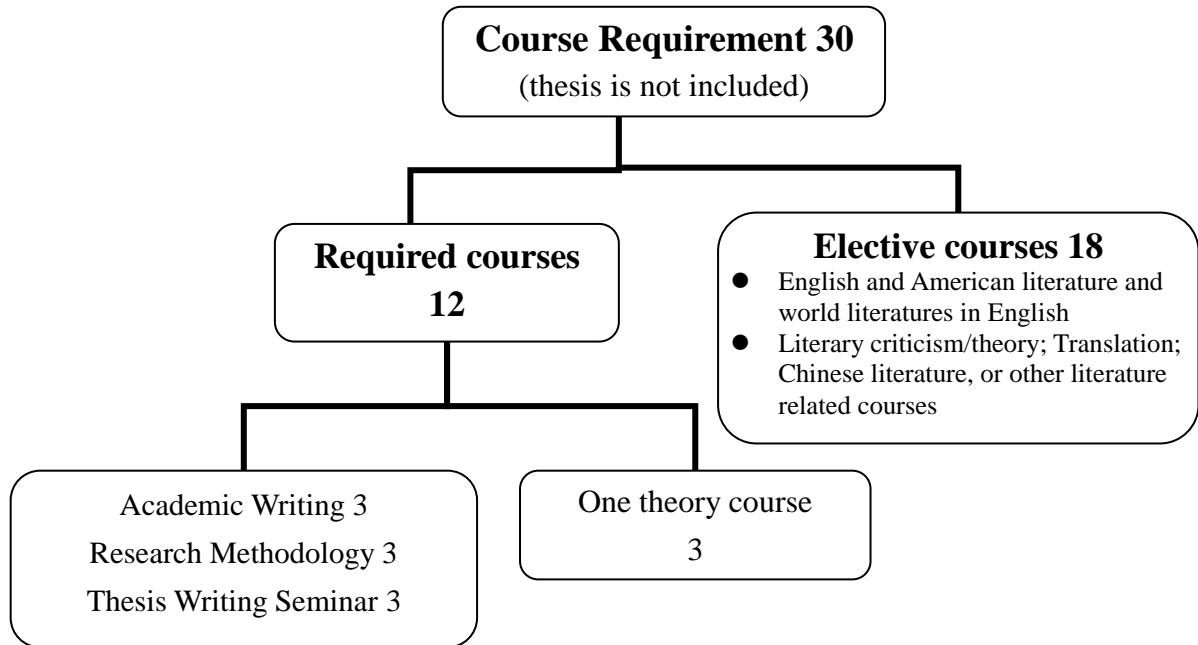 Course Requirement 30
(thesis is not included)
Required courses
12
Elective courses 18
● English and American literature and
world literatures in English
● Literary criticism/theory; Translation;
Chinese literature, or other literature
related courses
Academic Writing 3
Research Methodology 3
Thesis Writing Seminar 3
One theory course
3